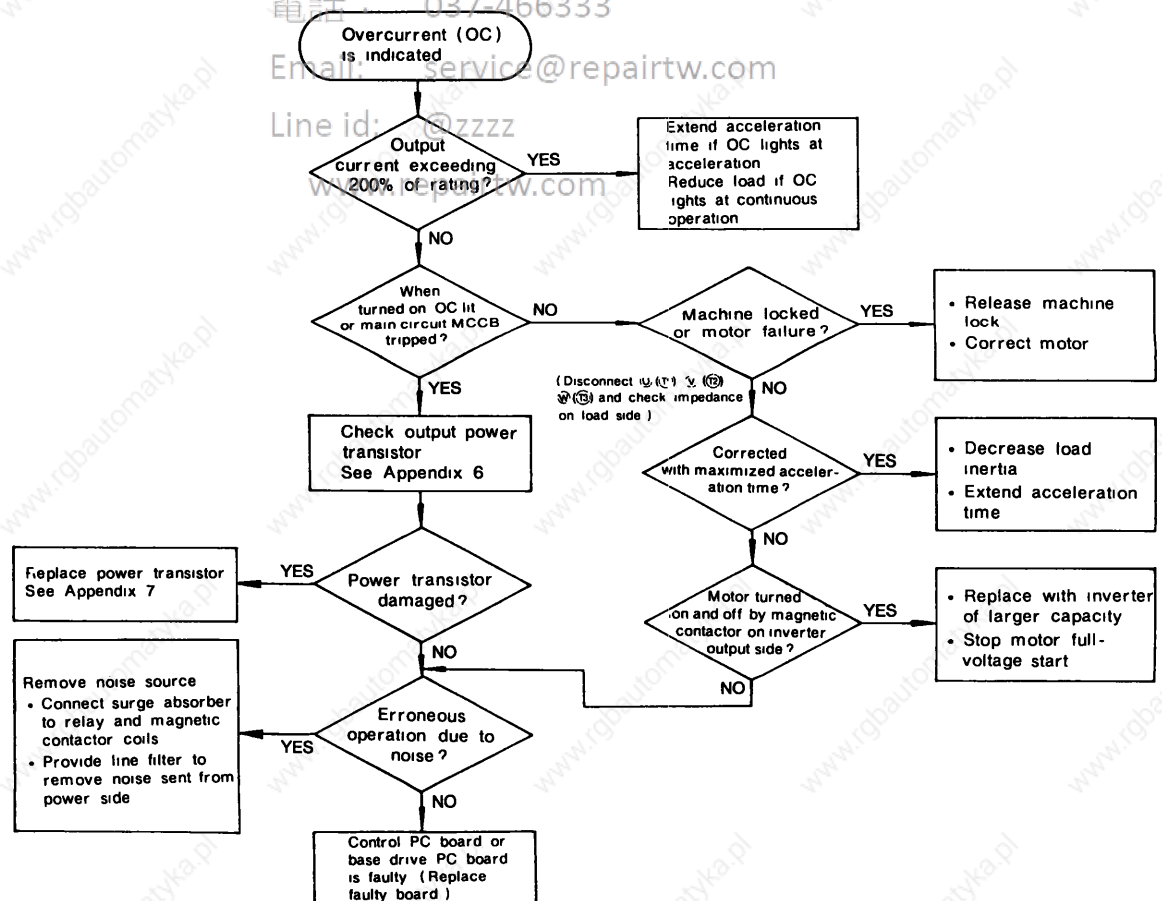 電話： 037-466333
Overcurrent (OC)
is indicated
Email: service@repairtw.com
Line id: @zzzz
Output
current exceeding
200% of rating?
YES
Extend acceleration
time if OC lights at
acceleration
Reduce load if OC
lights at continuous
operation
www.repairtw.com
NO
When
turned on OC lit
or main circuit MCCB
tripped?
NO
Machine locked
or motor failure?
YES
• Release machine
lock
• Correct motor
YES
(Disconnect U (T1) V (T2)
W (T3) and check impedance
on load side)
NO
Check output power
transistor
See Appendix 6
Corrected
with maximized acceler-
ation time?
YES
• Decrease load
inertia
• Extend acceleration
time
NO
Replace power transistor
See Appendix 7
YES
Power transistor
damaged?
Motor turned
on and off by magnetic
contactor on inverter
output side?
YES
• Replace with inverter
of larger capacity
• Stop motor full-
voltage start
NO
NO
Remove noise source
• Connect surge absorber
to relay and magnetic
contactor coils
• Provide line filter to
remove noise sent from
power side
YES
Erroneous
operation due to
noise?
NO
Control PC board or
base drive PC board
is faulty (Replace
faulty board)
www.rgbautomatyka.pl